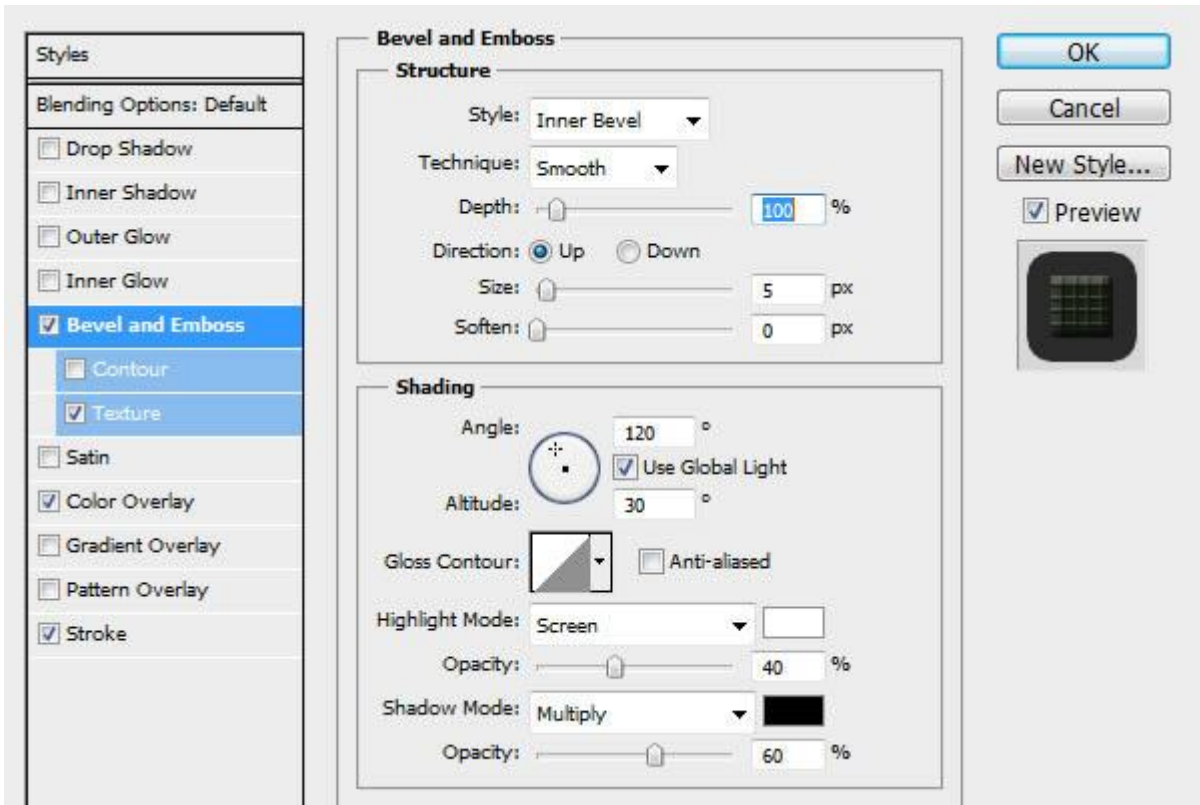 Styles
Blending Options: Default
Drop Shadow
Inner Shadow
Outer Glow
Inner Glow
Bevel and Emboss
Contour
Texture
Satin
Color Overlay
Gradient Overlay
Pattern Overlay
Stroke
Bevel and Emboss
Structure
Style: Inner Bevel
Technique: Smooth
Depth: 100 %
Direction: Up Down
Size: 5 px
Soften: 0 px
Shading
Angle: 120 °
Use Global Light
Altitude: 30 °
Gloss Contour: Anti-aliased
Highlight Mode: Screen
Opacity: 40 %
Shadow Mode: Multiply
Opacity: 60 %
OK
Cancel
New Style...
Preview